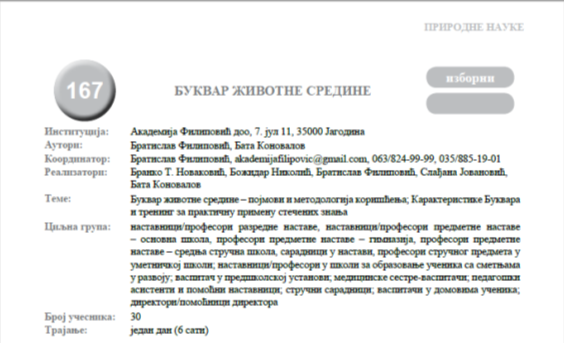 ПРИРОДНЕ НАУКЕ
167
БУКВАР ЖИВОТНЕ СРЕДИНЕ
изборни
Институција: Академија Филиповић доо, 7. јул 11, 35000 Јагодина
Аутори: Братислав Филиповић, Бата Коновалов
Координатор: Братислав Филиповић, akademijafilipovic@gmail.com, 063/824-99-99, 035/885-19-01
Реализатори: Бранко Т. Новаковић, Божидар Николић, Братислав Филиповић, Слађана Јовановић,
Бата Коновалов
Теме: Буквар животне средине – појмови и методологија коришћења; Карактеристике Буквара
и тренинг за практичну примену стечених знања
Циљна група: наставници/професори разредне наставе, наставници/професори предметне наставе
– основна школа, професори предметне наставе – гимназија, професори предметне
наставе – средња стручна школа, сарадници у настави, професори стручног предмета у
уметничкој школи; наставници/професори у школи за образовање ученика са сметњама
у развоју; васпитач у предшколској установи; медицинске сестре-васпитачи; педагошки
асистенти и помоћни наставници; стручни сарадници; васпитачи у домовима ученика;
директори/помоћници директора
Број учесника: 30
Трајање: један дан (6 сати)